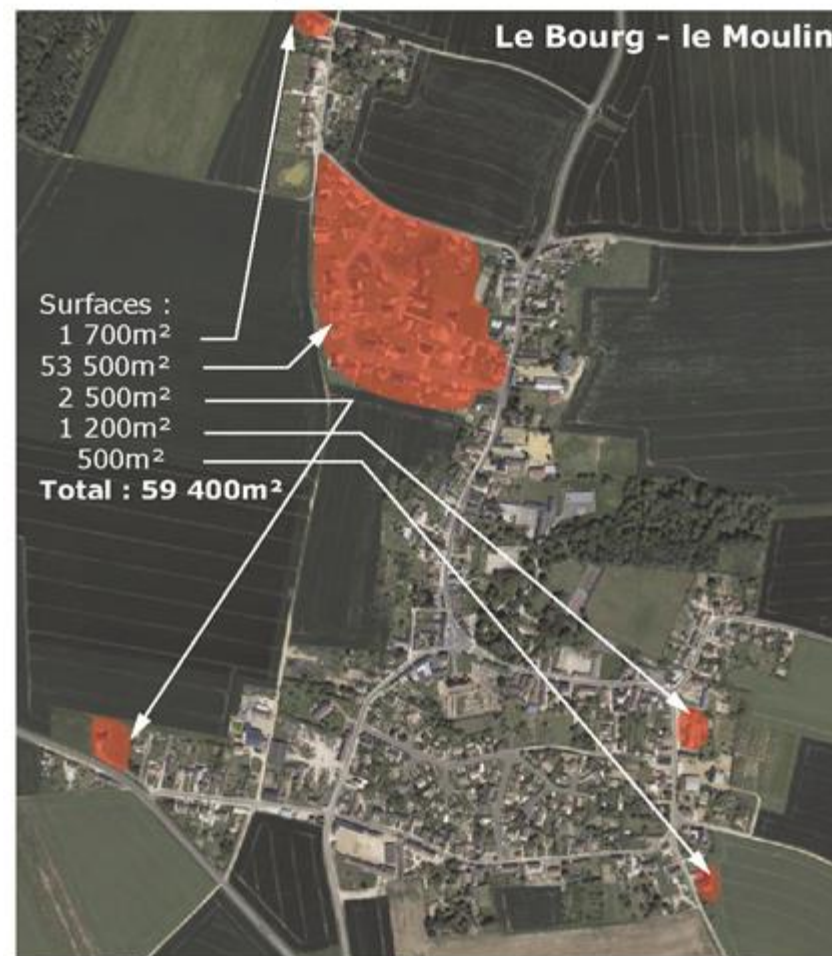 Le Bourg - le Moulin
Surfaces :
1 700m²
53 500m²
2 500m²
1 200m²
500m²
Total : 59 400m²